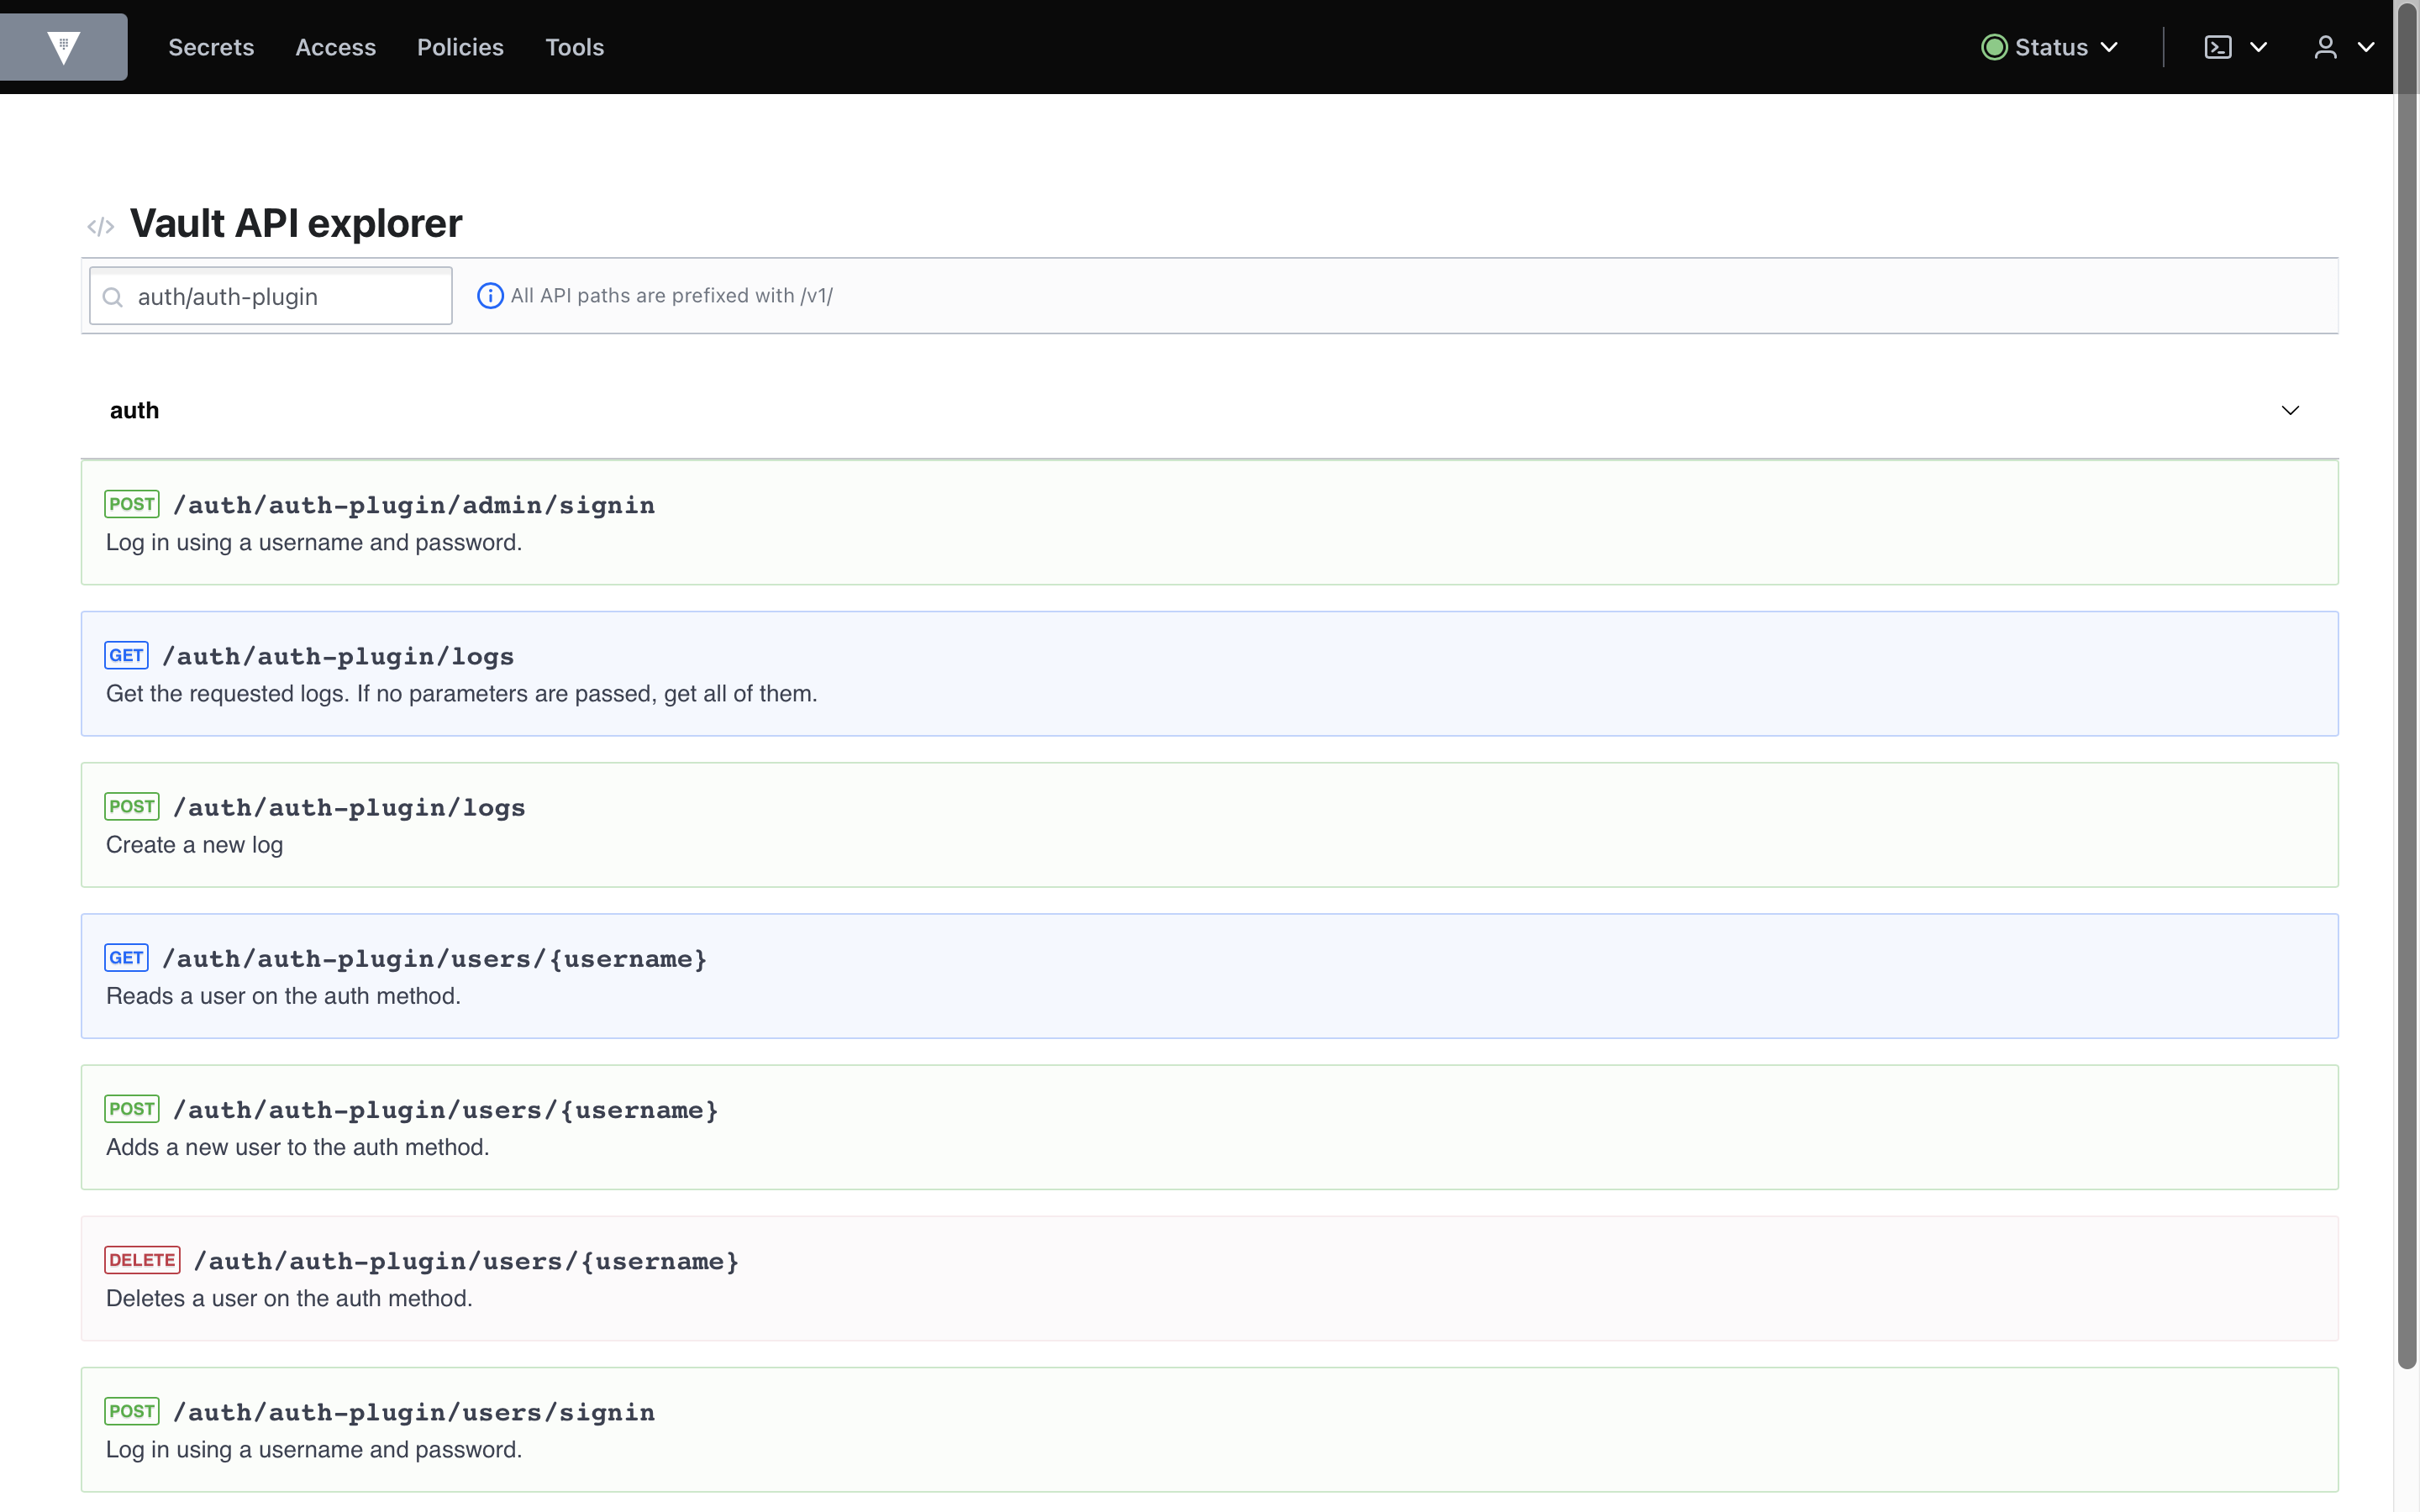 Secrets Access Policies Tools Status
</> Vault API explorer
auth/auth-plugin All API paths are prefixed with /v1/
auth
POST /auth/auth-plugin/admin/signin
Log in using a username and password.
GET /auth/auth-plugin/logs
Get the requested logs. If no parameters are passed, get all of them.
POST /auth/auth-plugin/logs
Create a new log
GET /auth/auth-plugin/users/{username}
Reads a user on the auth method.
POST /auth/auth-plugin/users/{username}
Adds a new user to the auth method.
DELETE /auth/auth-plugin/users/{username}
Deletes a user on the auth method.
POST /auth/auth-plugin/users/signin
Log in using a username and password.